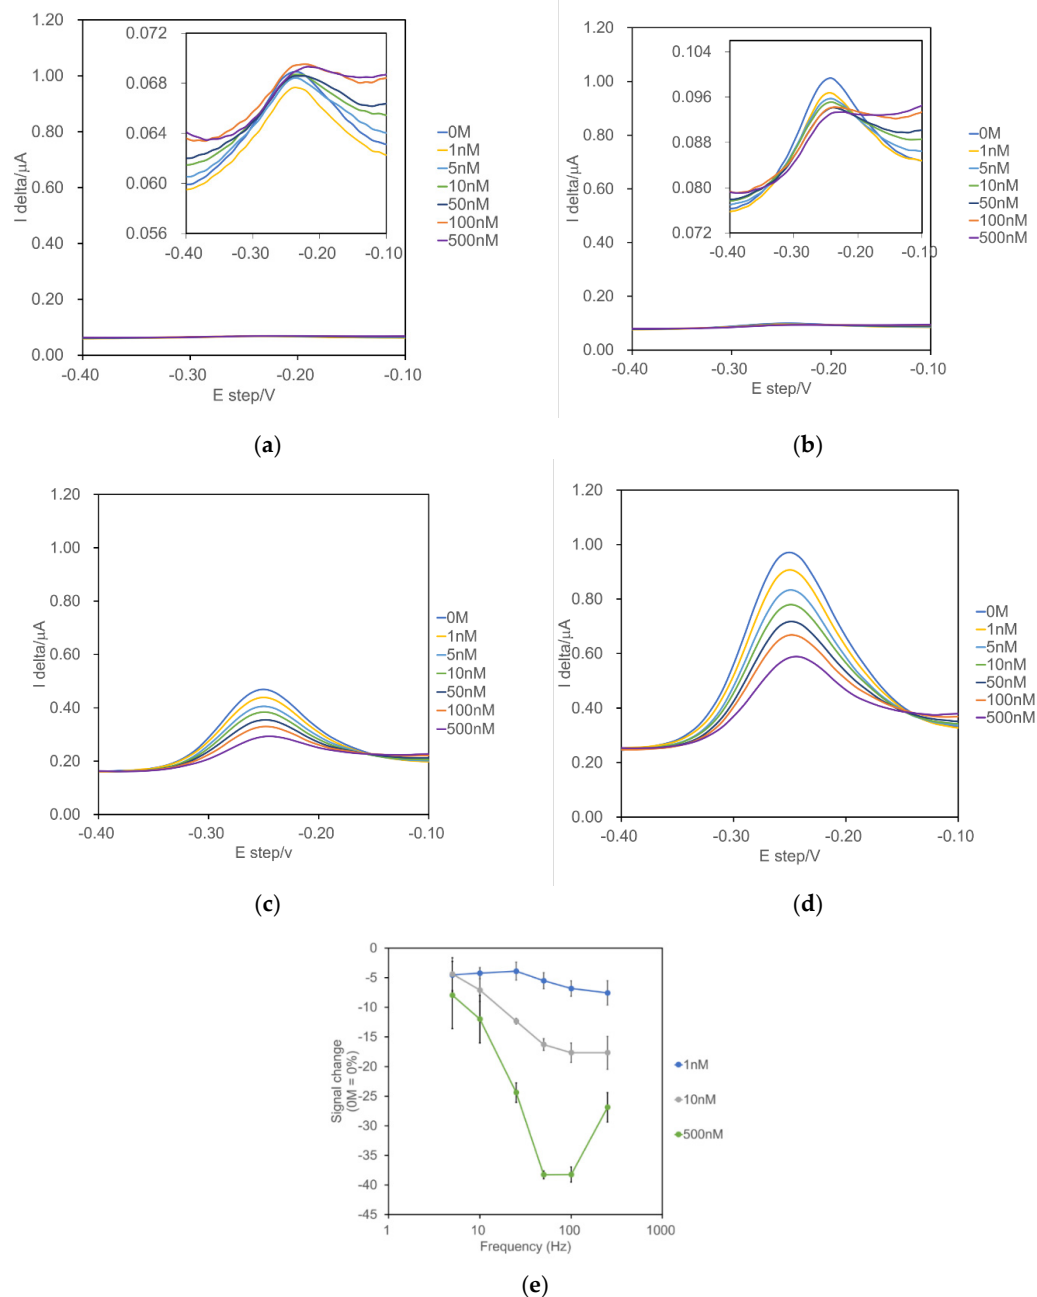 1.20
1.00
0.80
0.60
0.40
0.20
0.00
I delta/µA
-0.40 -0.30 -0.20 -0.10
E step/V
0.072
0.068
0.064
0.060
0.056
-0.40 -0.30 -0.20 -0.10
0M
1nM
5nM
10nM
50nM
100nM
500nM
(a)
1.20
1.00
0.80
0.60
0.40
0.20
0.00
I delta/µA
-0.40 -0.30 -0.20 -0.10
E step/V
0.104
0.096
0.088
0.080
0.072
-0.40 -0.30 -0.20 -0.10
0M
1nM
5nM
10nM
50nM
100nM
500nM
(b)
1.20
1.00
0.80
0.60
0.40
0.20
0.00
I delta/µA
-0.40 -0.30 -0.20 -0.10
E step/v
0M
1nM
5nM
10nM
50nM
100nM
500nM
(c)
1.20
1.00
0.80
0.60
0.40
0.20
0.00
I delta/µA
-0.40 -0.30 -0.20 -0.10
E step/V
0M
1nM
5nM
10nM
50nM
100nM
500nM
(d)
0
-5
-10
-15
-20
-25
-30
-35
-40
-45
Signal change
(0M = 0%)
1 10 100 1000
Frequency (Hz)
1nM
10nM
500nM
(e)